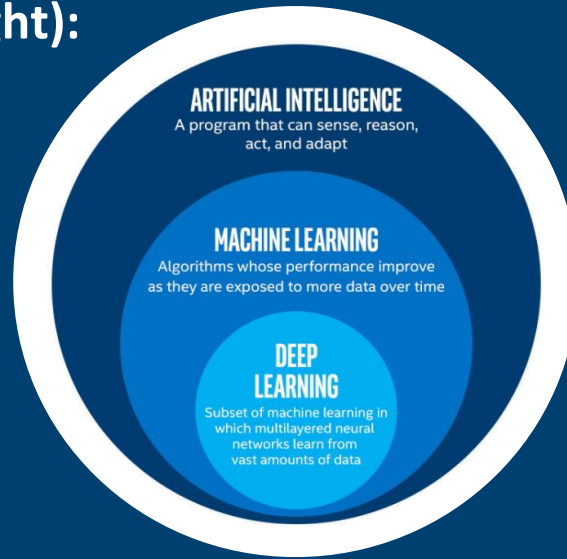 ht):
ARTIFICIAL INTELLIGENCE
A program that can sense, reason,
act, and adapt
MACHINE LEARNING
Algorithms whose performance improve
as they are exposed to more data over time
DEEP
LEARNING
Subset of machine learning in
which multilayered neural
networks learn from
vast amounts of data